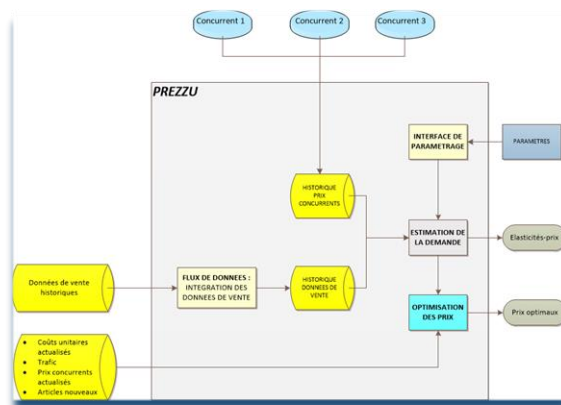 Concurrent 1
Concurrent 2
Concurrent 3
PREZZU
INTERFACE DE
PARAMETRAGE
PARAMETRES
HISTORIQUE
PRIX
CONCURRENTS
ESTIMATION DE
LA DEMANDE
Elasticités-prix
Données de vente
historiques
FLUX DE DONNEES :
INTEGRATION DES
DONNEES DE VENTE
HISTORIQUE
DONNEES DE
VENTE
OPTIMISATION
DES PRIX
Prix optimaux
• Coûts unitaires
actualisés
• Trafic
• Prix concurrents
actualisés
• Articles nouveaux